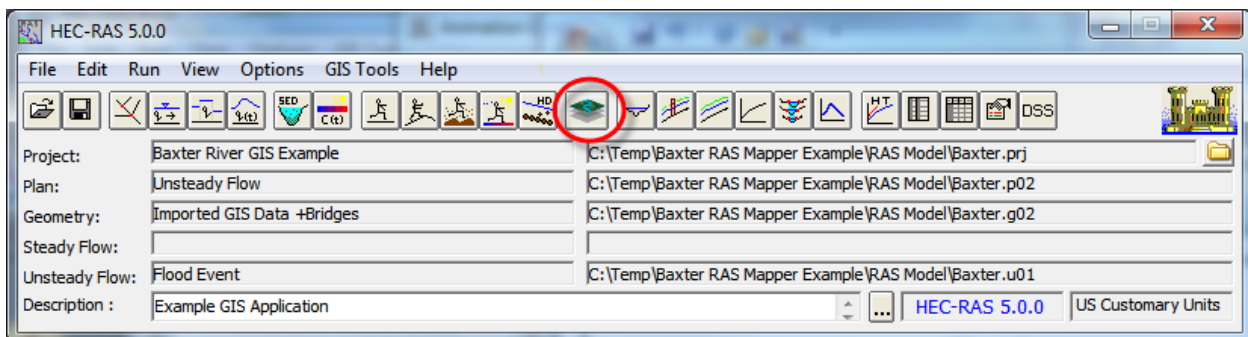 HEC-RAS 5.0.0
File Edit Run View Options GIS Tools Help
SED C(t) HD HT DSS
Project: Baxter River GIS Example C:\Temp\Baxter RAS Mapper Example\RAS Model\Baxter.prj
Plan: Unsteady Flow C:\Temp\Baxter RAS Mapper Example\RAS Model\Baxter.p02
Geometry: Imported GIS Data +Bridges C:\Temp\Baxter RAS Mapper Example\RAS Model\Baxter.g02
Steady Flow:
Unsteady Flow: Flood Event C:\Temp\Baxter RAS Mapper Example\RAS Model\Baxter.u01
Description : Example GIS Application ... HEC-RAS 5.0.0 US Customary Units